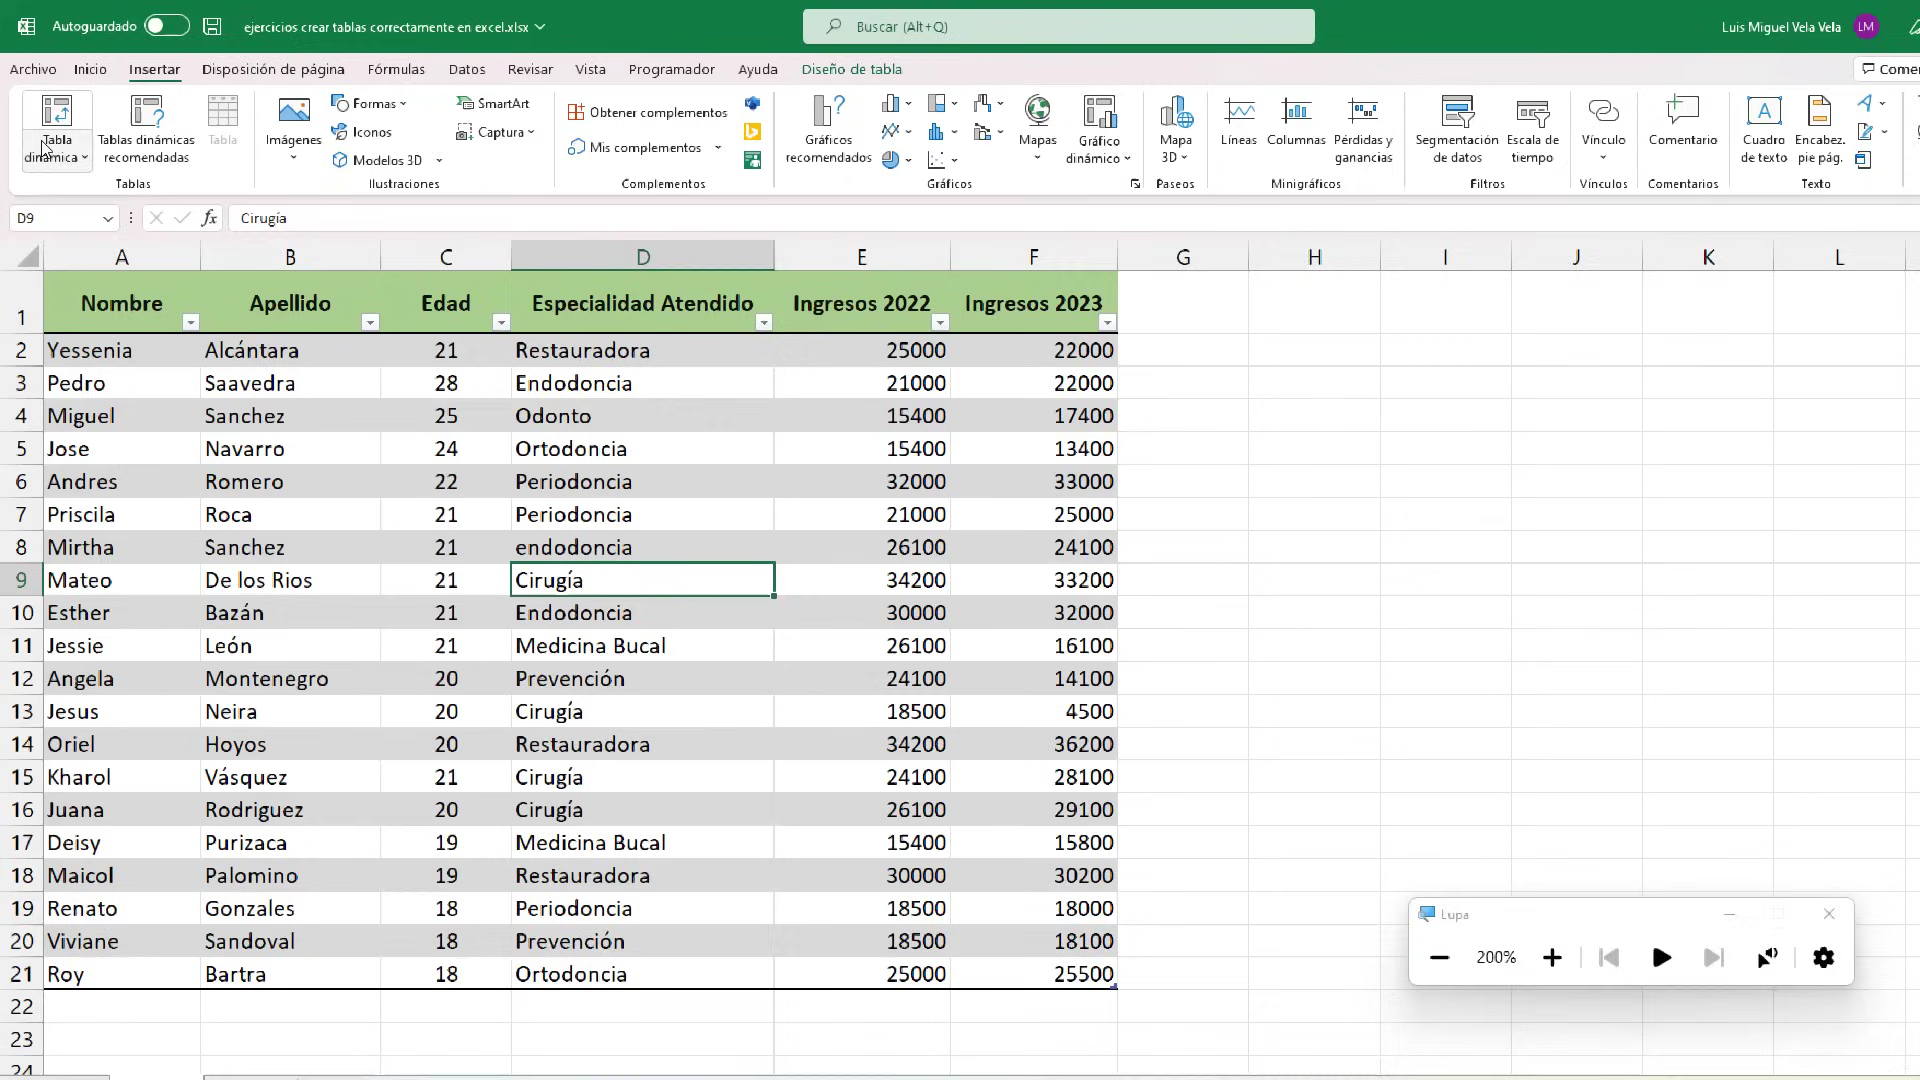 Autoguardado ejercicios crear tablas correctamente en excel.xlsx Buscar (Alt+Q) Luis Miguel Vela Vela LM
Archivo Inicio Insertar Disposición de página Fórmulas Datos Revisar Vista Programador Ayuda Diseño de tabla
Tabla dinámica
Tablas dinámicas recomendadas
Tabla
Tablas
Imágenes
Formas
Iconos
Modelos 3D
SmartArt
Captura
Ilustraciones
Obtener complementos
Mis complementos
Complementos
Gráficos recomendados
Mapas
Gráfico dinámico
Gráficos
Mapa 3D
Paseos
Líneas
Columnas
Pérdidas y ganancias
Minigráficos
Segmentación de datos
Escala de tiempo
Filtros
Vínculo
Vínculos
Comentario
Comentarios
Cuadro de texto
Encabez. pie pág.
Texto
D9 fx Cirugía
A B C D E F G H I J K L
1 Nombre Apellido Edad Especialidad Atendido Ingresos 2022 Ingresos 2023
2 Yessenia Alcántara 21 Restauradora 25000 22000
3 Pedro Saavedra 28 Endodoncia 21000 22000
4 Miguel Sanchez 25 Odonto 15400 17400
5 Jose Navarro 24 Ortodoncia 15400 13400
6 Andres Romero 22 Periodoncia 32000 33000
7 Priscila Roca 21 Periodoncia 21000 25000
8 Mirtha Sanchez 21 endodoncia 26100 24100
9 Mateo De los Rios 21 Cirugía 34200 33200
10 Esther Bazán 21 Endodoncia 30000 32000
11 Jessie León 21 Medicina Bucal 26100 16100
12 Angela Montenegro 20 Prevención 24100 14100
13 Jesus Neira 20 Cirugía 18500 4500
14 Oriel Hoyos 20 Restauradora 34200 36200
15 Kharol Vásquez 21 Cirugía 24100 28100
16 Juana Rodriguez 20 Cirugía 26100 29100
17 Deisy Purizaca 19 Medicina Bucal 15400 15800
18 Maicol Palomino 19 Restauradora 30000 30200
19 Renato Gonzales 18 Periodoncia 18500 18000
20 Viviane Sandoval 18 Prevención 18500 18100
21 Roy Bartra 18 Ortodoncia 25000 25500
22
23
24
Lupa
200%